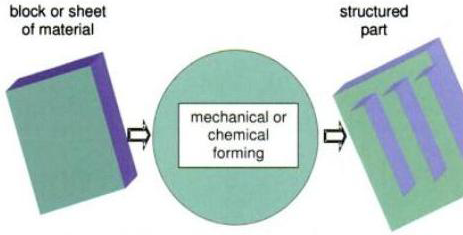 block or sheet
of material
structured
part
mechanical or
chemical
forming